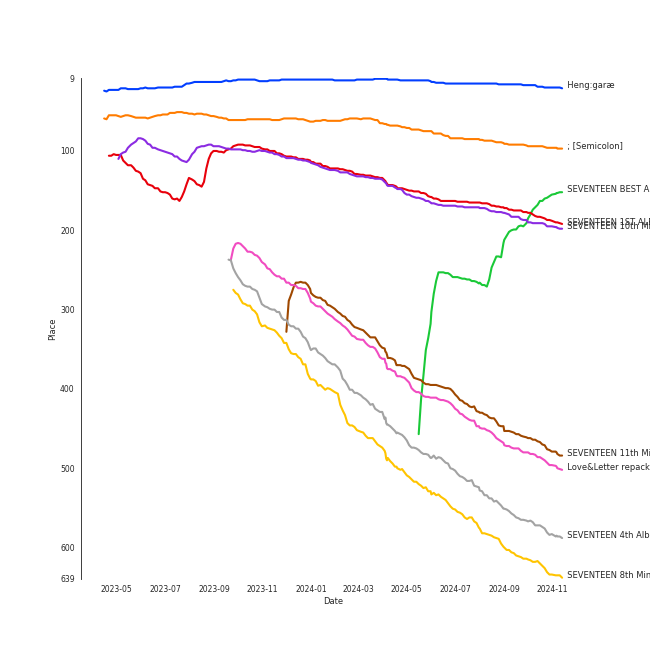 9
100
200
300
400
500
600
639
Place
2023-05
2023-07
2023-09
2023-11
2024-01
2024-03
2024-05
2024-07
2024-09
2024-11
Date
Heng:garæ
; [Semicolon]
SEVENTEEN BEST A
SEVENTEEN 1ST AL
SEVENTEEN 10th Mi
SEVENTEEN 11th Mi
Love&Letter repack
SEVENTEEN 4th Alb
SEVENTEEN 8th Min